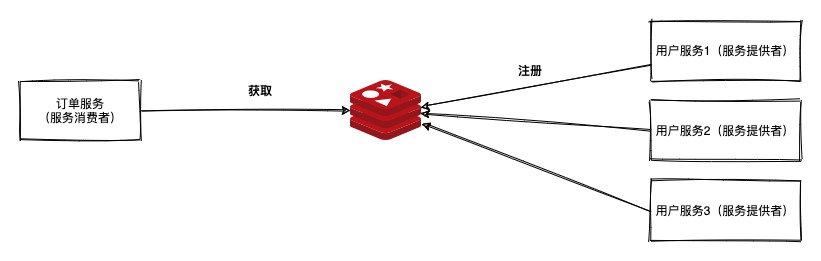 订单服务
（服务消费者）
获取
注册
用户服务1（服务提供者）
用户服务2（服务提供者）
用户服务3（服务提供者）